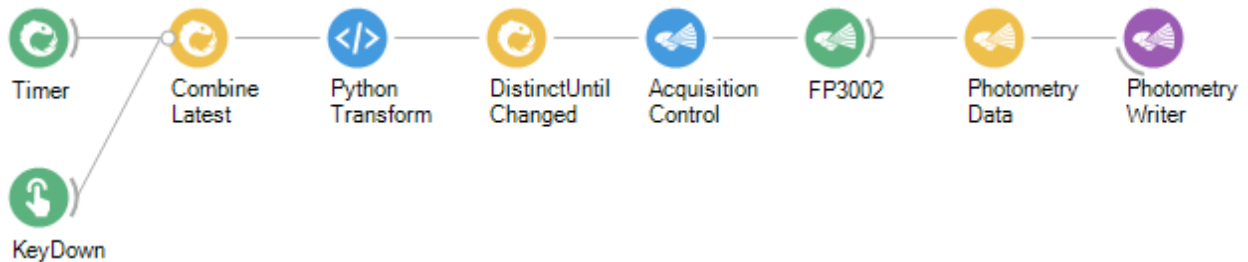 Timer
Combine
Latest
Python
Transform
DistinctUntil
Changed
Acquisition
Control
FP3002
Photometry
Data
Photometry
Writer
KeyDown